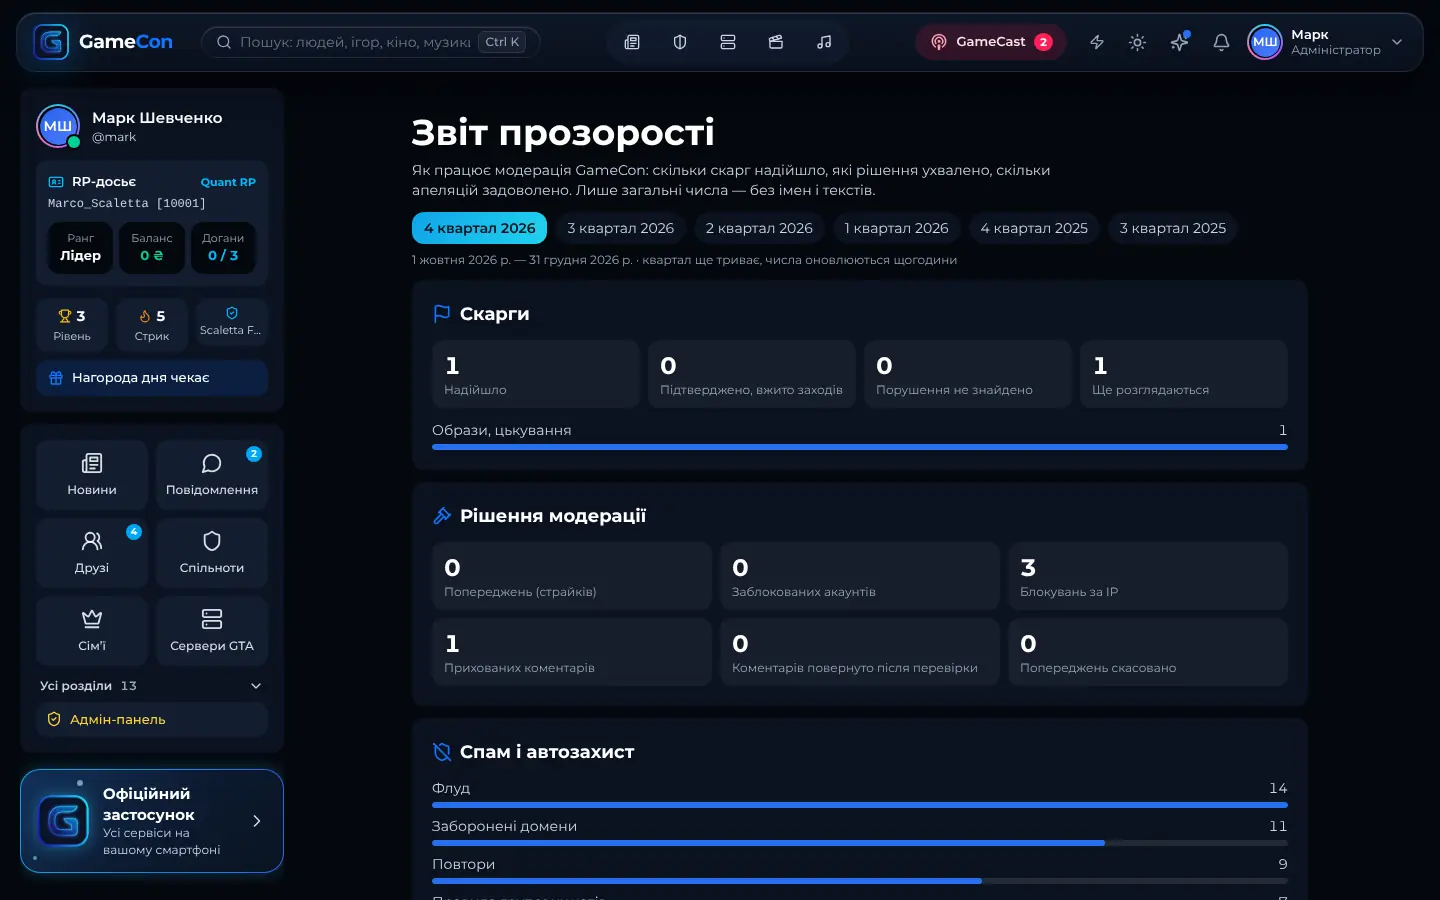 GameCon
Пошук: людей, ігор, кіно, музики
Ctrl K
GameCast 2
МШ
Марк
Адміністратор
МШ
Марк Шевченко
@mark
RP-досьє
Quant RP
Marco_Scaletta [10001]
Ранг
Лідер
Баланс
0 ₴
Догани
0 / 3
3
Рівень
5
Стрик
Scaletta F...
Нагорода дня чекає
Новини
2
Повідомлення
4
Друзі
Спільноти
Сім'ї
Сервери GTA
Усі розділи 13
Адмін-панель
Офіційний
застосунок
Усі сервіси на
вашому смартфоні
Звіт прозорості
Як працює модерація GameCon: скільки скарг надійшло, які рішення ухвалено, скільки
апеляцій задоволено. Лише загальні числа — без імен і текстів.
4 квартал 2026
3 квартал 2026
2 квартал 2026
1 квартал 2026
4 квартал 2025
3 квартал 2025
1 жовтня 2026 р. — 31 грудня 2026 р. · квартал ще триває, числа оновлюються щогодини
Скарги
1
Надійшло
0
Підтверджено, вжито заходів
0
Порушення не знайдено
1
Ще розглядаються
Образи, цькування 1
Рішення модерації
0
Попереджень (страйків)
0
Заблокованих акаунтів
3
Блокувань за IP
1
Прихованих коментарів
0
Коментарів повернуто після перевірки
0
Попереджень скасовано
Спам і автозахист
Флуд 14
Заборонені домени 11
Повтори 9